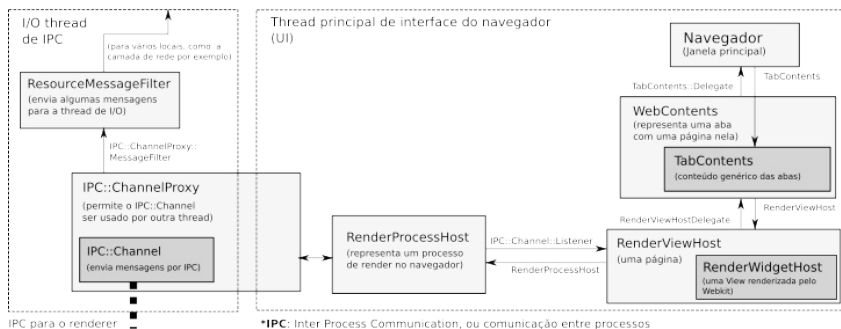 I/O thread
de IPC
(para vários locais, como a
camada de rede por exemplo)
ResourceMessageFilter
(envia algumas mensagens
para a thread de I/O)
IPC::ChannelProxy::
MessageFilter
IPC::ChannelProxy
(permite o IPC::Channel
ser usado por outra thread)
IPC::Channel
(envia mensagens por IPC)
IPC para o renderer
Thread principal de interface do navegador
(UI)
Navegador
(Janela principal)
TabContents::Delegate
TabContents
WebContents
(representa uma aba
com uma página nela)
TabContents
(conteúdo genérico das abas)
RenderViewHostDelegate
RenderViewHost
RenderProcessHost
(representa um processo
de render no navegador)
IPC::Channel::Listener
RenderProcessHost
RenderViewHost
(uma página)
RenderWidgetHost
(uma View renderizada pelo
Webkit)
*IPC: Inter Process Communication, ou comunicação entre processos